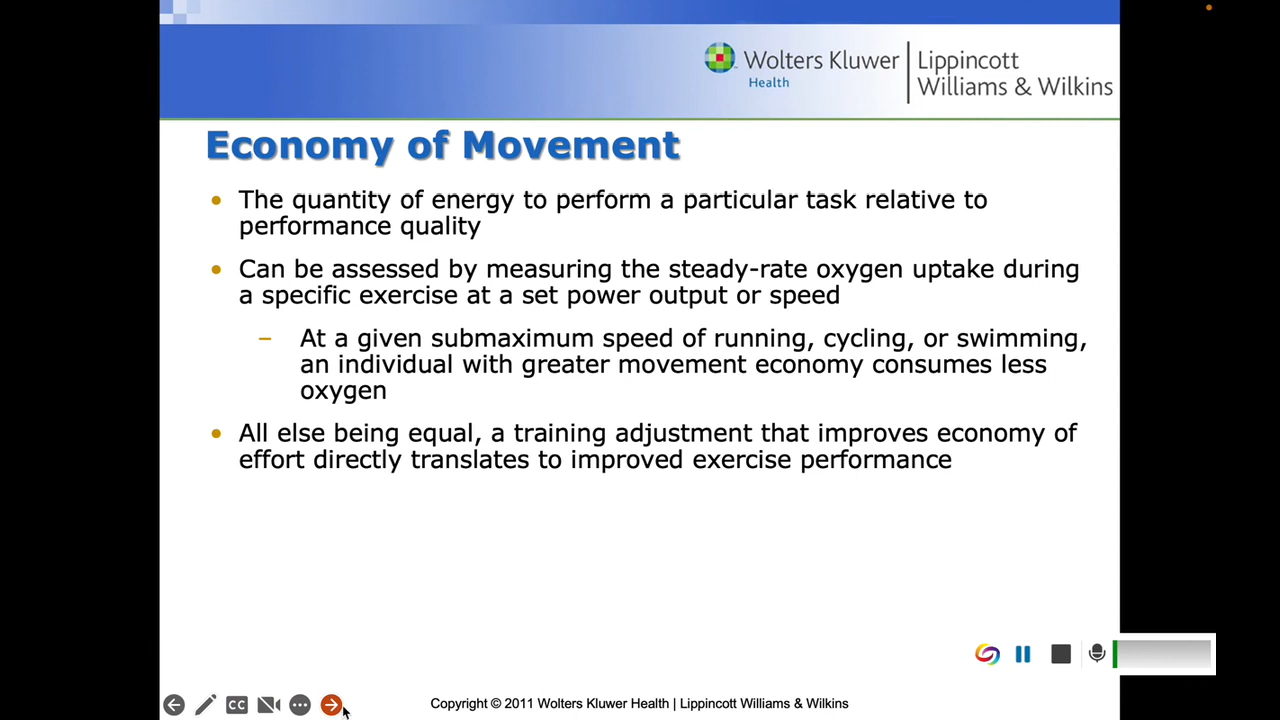 Wolters Kluwer
Health
Lippincott
Williams & Wilkins
Economy of Movement
• The quantity of energy to perform a particular task relative to
performance quality
• Can be assessed by measuring the steady-rate oxygen uptake during
a specific exercise at a set power output or speed
– At a given submaximum speed of running, cycling, or swimming,
an individual with greater movement economy consumes less
oxygen
• All else being equal, a training adjustment that improves economy of
effort directly translates to improved exercise performance
CC
Copyright © 2011 Wolters Kluwer Health | Lippincott Williams & Wilkins